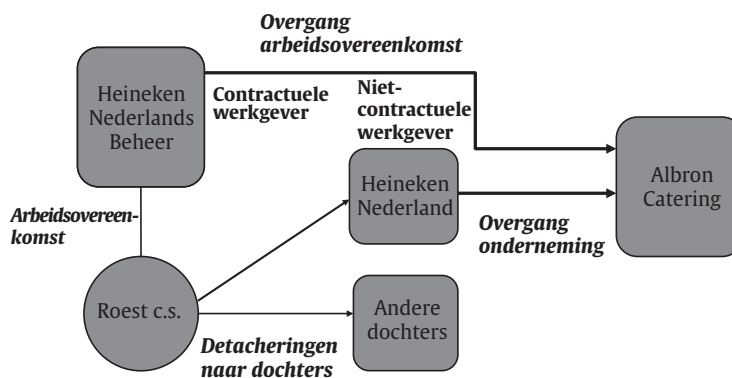 Overgang
arbeidsovereenkomst
Heineken
Nederlands
Beheer
Contractuele
werkgever
Niet-
contractuele
werkgever
Heineken
Nederland
Albron
Catering
Overgang
onderneming
Arbeidsovereen-
komst
Roest c.s.
Andere
dochters
Detacheringen
naar dochters